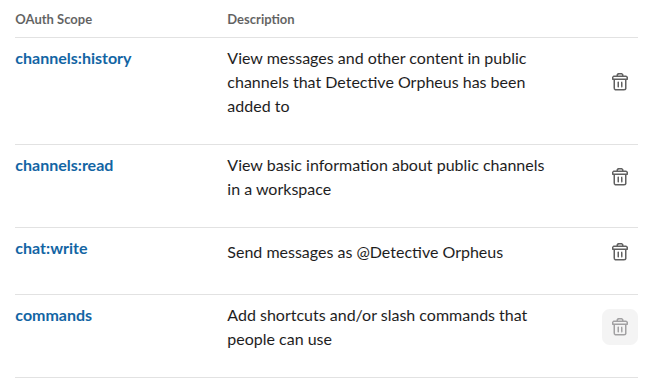 OAuth Scope Description
channels:history View messages and other content in public
channels that Detective Orpheus has been
added to
channels:read View basic information about public channels
in a workspace
chat:write Send messages as @Detective Orpheus
commands Add shortcuts and/or slash commands that
people can use